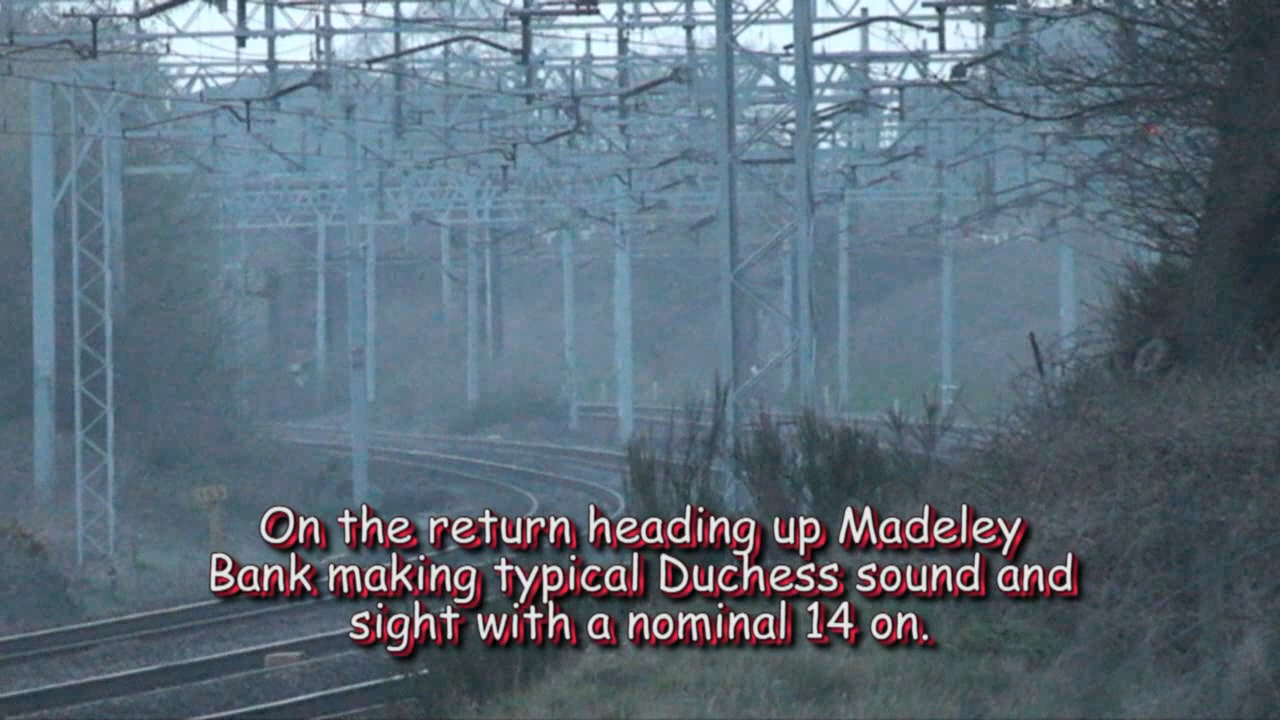 On the return heading up Madeley
Bank making typical Duchess sound and
sight with a nominal 14 on.